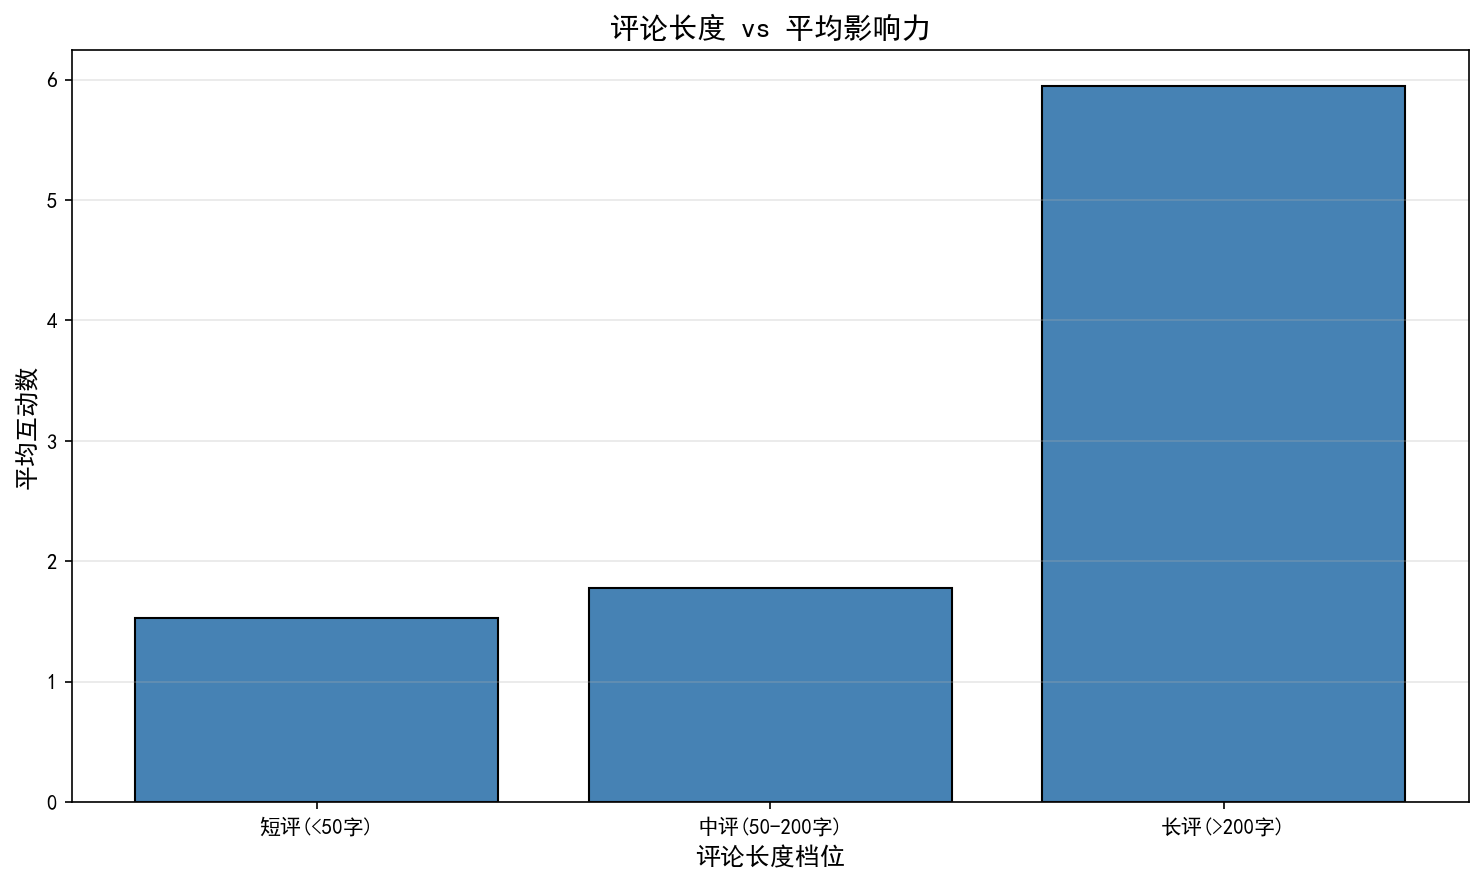 评论长度 vs 平均影响力
平均互动数
6
5
4
3
2
1
0
短评(<50字)
中评(50-200字)
长评(>200字)
评论长度档位